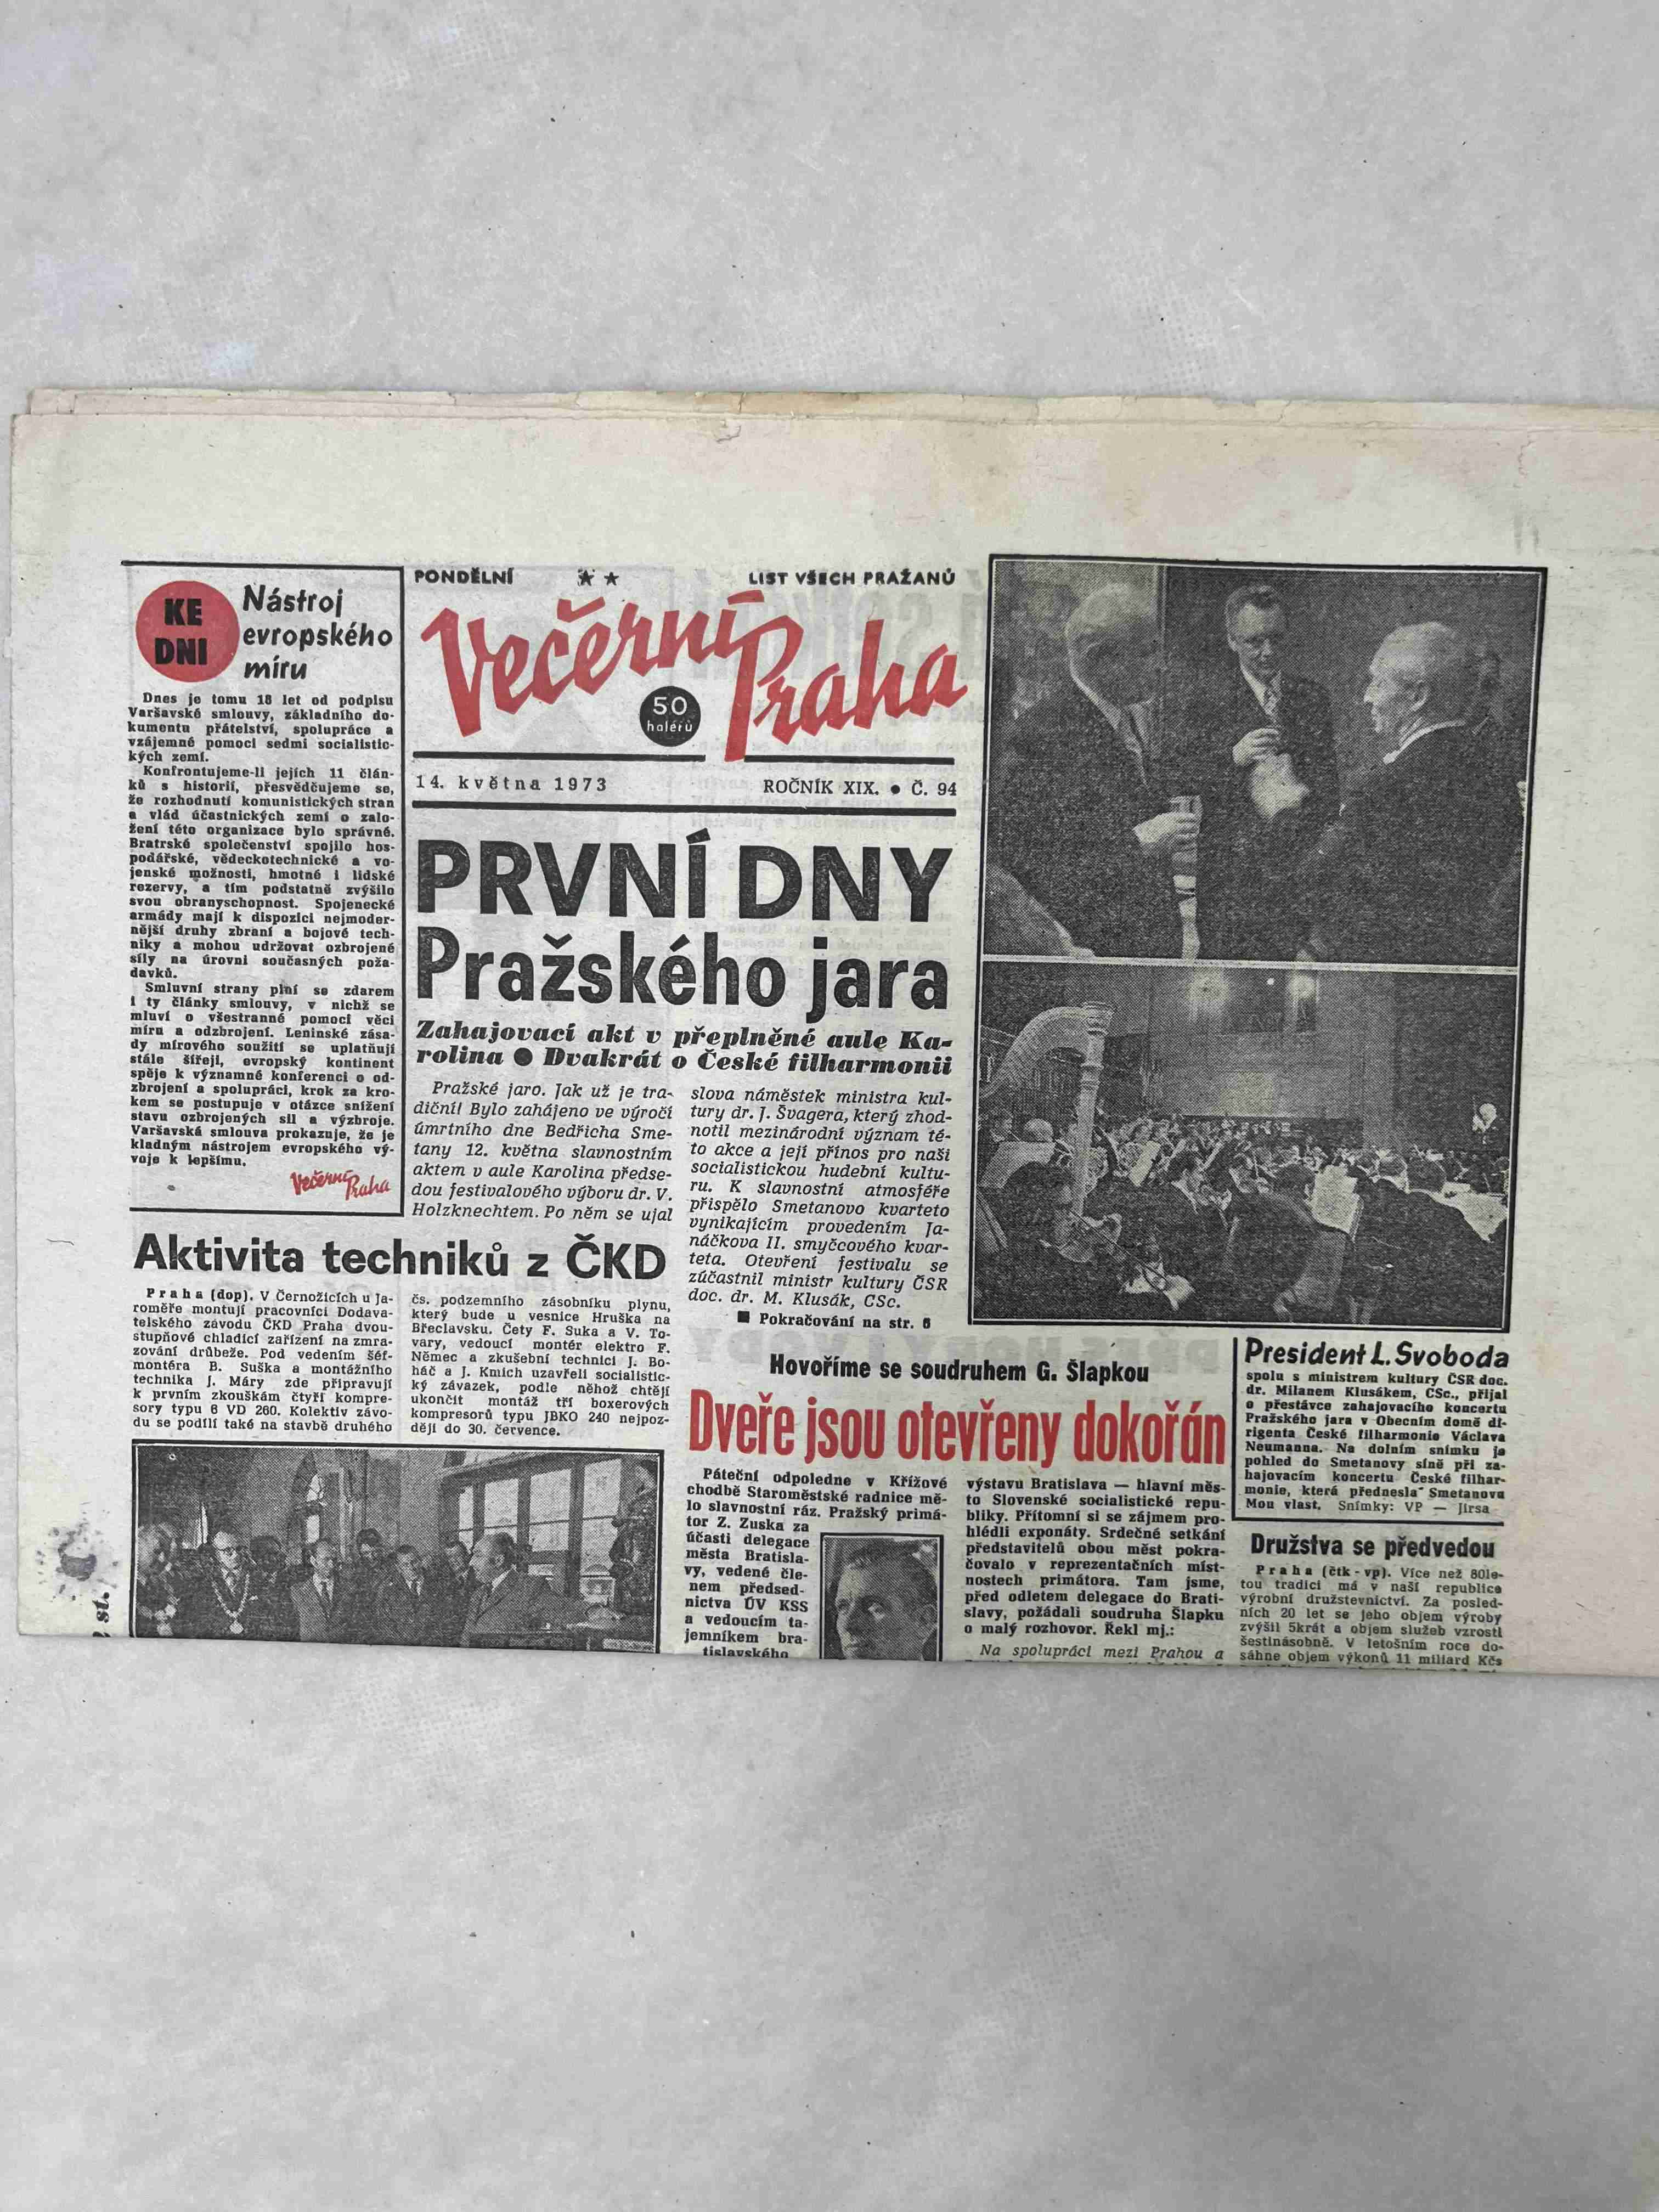 KE
DNI
Nástroj
evropského
míru
Dnes je tomu 18 let od podpisu
Varšavské smlouvy, základního do-
kumentu přátelství, spolupráce a
vzájemné pomoci sedmi socialistic-
kých zemí.
Konfrontujeme-li jejích 11 člán-
ků s historií, přesvědčujeme se,
že rozhodnutí komunistických stran
a vlád účastnických zemí o zalo-
žení této organizace bylo správné.
Bratrské společenství spojilo hos-
podářské, vědeckotechnické a vo-
jenské možnosti, hmotné i lidské
rezervy, a tím podstatně zvýšilo
svou obranyschopnost. Spojenecké
armády mají k dispozici nejmoder-
nější druhy zbraní a bojové tech-
niky a mohou udržovat ozbrojené
síly na úrovni současných poža-
davků.
Smluvní strany plní se zdarem
i ty články smlouvy, v nichž se
mluví o všestranné pomoci věci
míru a odzbrojení. Leninské zása-
dy mírového soužití se uplatňují
stále šířeji, evropský kontinent
spěje k významné konferenci o od-
zbrojení a spolupráci, krok za kro-
kem se postupuje v otázce snížení
stavu ozbrojených sil a výzbroje.
Varšavská smlouva prokazuje, že je
kladným nástrojem evropského vý-
voje k lepšímu.
Večerní Praha
PONDĚLNÍ ★ ★ LIST VŠECH PRAŽANŮ
Večerní Praha
50
haléřů
14. května 1973 ROČNÍK XIX. ● Č. 94
PRVNÍ DNY
Pražského jara
Zahajovací akt v přeplněné aule Ka-
rolina ● Dvakrát o České filharmonii
Pražské jaro. Jak už je tra-
diční! Bylo zahájeno ve výročí
úmrtního dne Bedřicha Sme-
tany 12. května slavnostním
aktem v aule Karolina předse-
dou festivalového výboru dr. V.
Holzknechtem. Po něm se ujal
slova náměstek ministra kul-
tury dr. J. Švagera, který zhod-
notil mezinárodní význam té-
to akce a její přínos pro naši
socialistickou hudební kultu-
ru. K slavnostní atmosféře
přispělo Smetanovo kvarteto
vynikajícím provedením Ja-
náčkova II. smyčcového kvar-
teta. Otevření festivalu se
zúčastnil ministr kultury ČSR
doc. dr. M. Klusák, CSc.
■ Pokračování na str. 6
Aktivita techniků z ČKD
Praha (dop). V Černožicích u Ja-
roměře montují pracovníci Dodava-
telského závodu ČKD Praha dvou-
stupňové chladicí zařízení na zmra-
zování drůbeže. Pod vedením šéf-
montéra B. Suška a montážního
technika J. Máry zde připravují
k prvním zkouškám čtyři kompre-
sory typu 6 VD 260. Kolektiv závo-
du se podílí také na stavbě druhého
čs. podzemního zásobníku plynu,
který bude u vesnice Hruška na
Břeclavsku. Čety F. Suka a V. To-
vary, vedoucí montér elektro F.
Němec a zkušební technici J. Bo-
háč a J. Kmich uzavřeli socialistic-
ký závazek, podle něhož chtějí
ukončit montáž tří boxerových
kompresorů typu JBKO 240 nejpoz-
ději do 30. července.
Hovoříme se soudruhem G. Šlapkou
Dveře jsou otevřeny dokořán
Páteční odpoledne v Křížové
chodbě Staroměstské radnice mě-
lo slavnostní ráz. Pražský primá-
tor Z. Zuska za
účasti delegace
města Bratisla-
vy, vedené čle-
nem předsed-
nictva ÚV KSS
a vedoucím ta-
jemníkem bra-
tislavského
výstavu Bratislava — hlavní měs-
to Slovenské socialistické repu-
bliky. Přítomní si se zájmem pro-
hlédli exponáty. Srdečné setkání
představitelů obou měst pokra-
čovalo v reprezentačních míst-
nostech primátora. Tam jsme,
před odletem delegace do Brati-
slavy, požádali soudruha Šlapku
o malý rozhovor. Řekl mj.:
Na spolupráci mezi Prahou a
President L. Svoboda
spolu s ministrem kultury ČSR doc.
dr. Milanem Klusákem, CSc., přijal
o přestávce zahajovacího koncertu
Pražského jara v Obecním domě di-
rigenta České filharmonie Václava
Neumanna. Na dolním snímku je
pohled do Smetanovy síně při za-
hajovacím koncertu České filhar-
monie, která přednesla Smetanovu
Mou vlast. Snímky: VP — Jirsa
Družstva se předvedou
Praha (čtk - vp). Více než 80le-
tou tradici má v naší republice
výrobní družstevnictví. Za posled-
ních 20 let se jeho objem výroby
zvýšil 5krát a objem služeb vzrostl
šestinásobně. V letošním roce do-
sáhne objem výkonů 11 miliard Kčs
st.